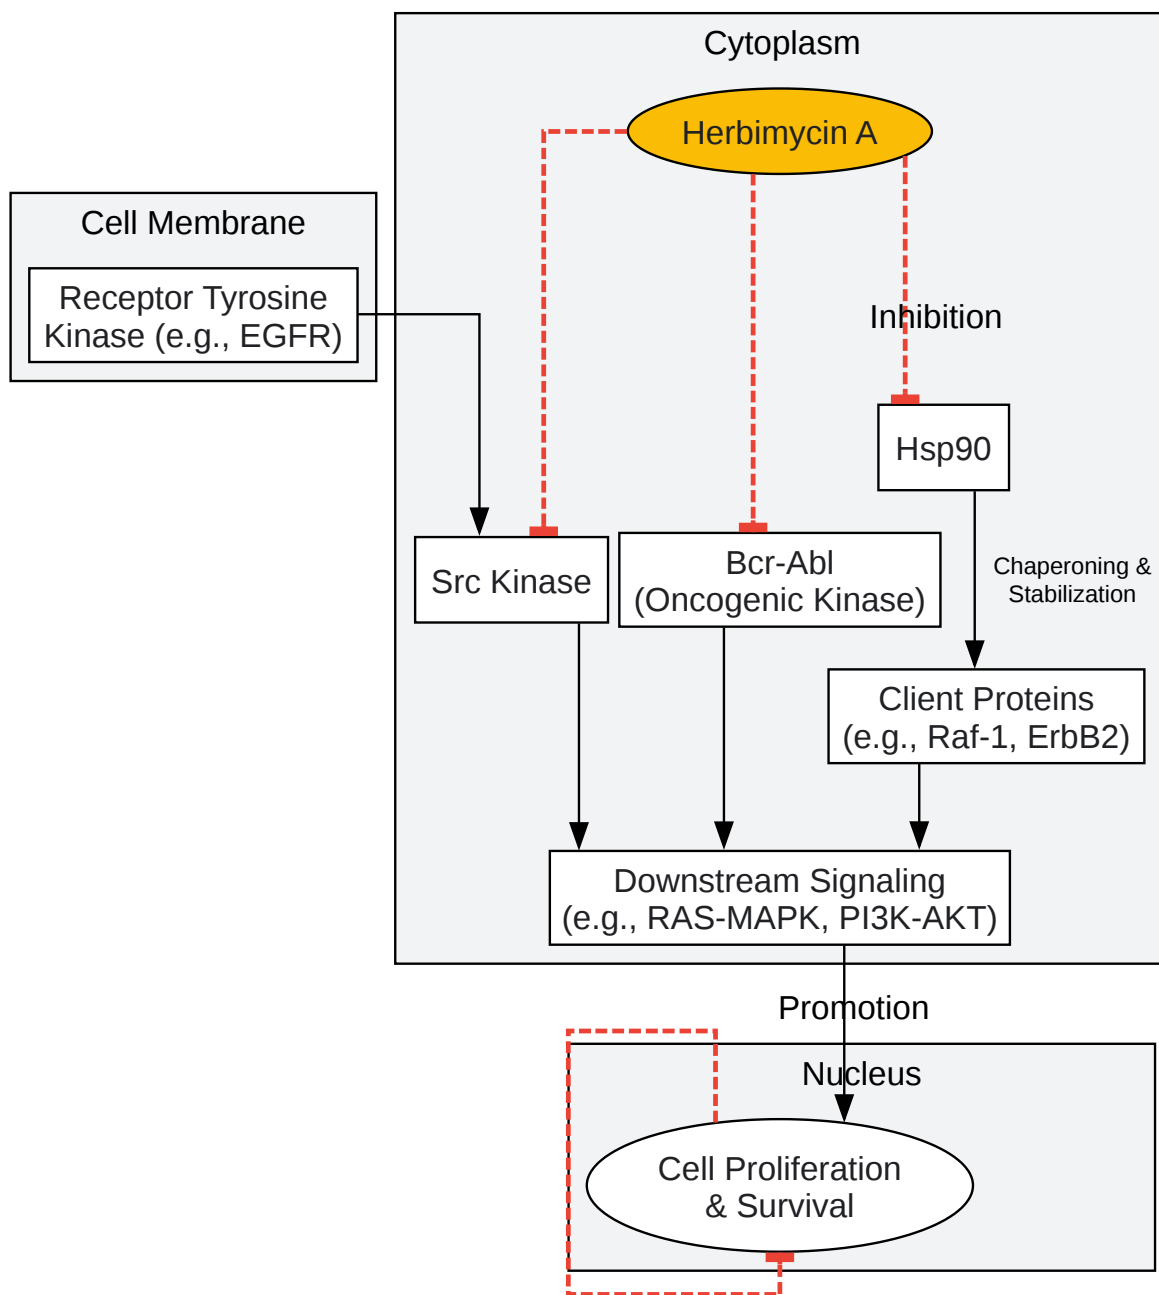 Cytoplasm
Herbimycin A
Cell Membrane
Receptor Tyrosine
Kinase (e.g., EGFR)
Inhibition
Hsp90
Src Kinase
Bcr-Abl
(Oncogenic Kinase)
Chaperoning &
Stabilization
Client Proteins
(e.g., Raf-1, ErbB2)
Downstream Signaling
(e.g., RAS-MAPK, PI3K-AKT)
Promotion
Nucleus
Cell Proliferation
& Survival